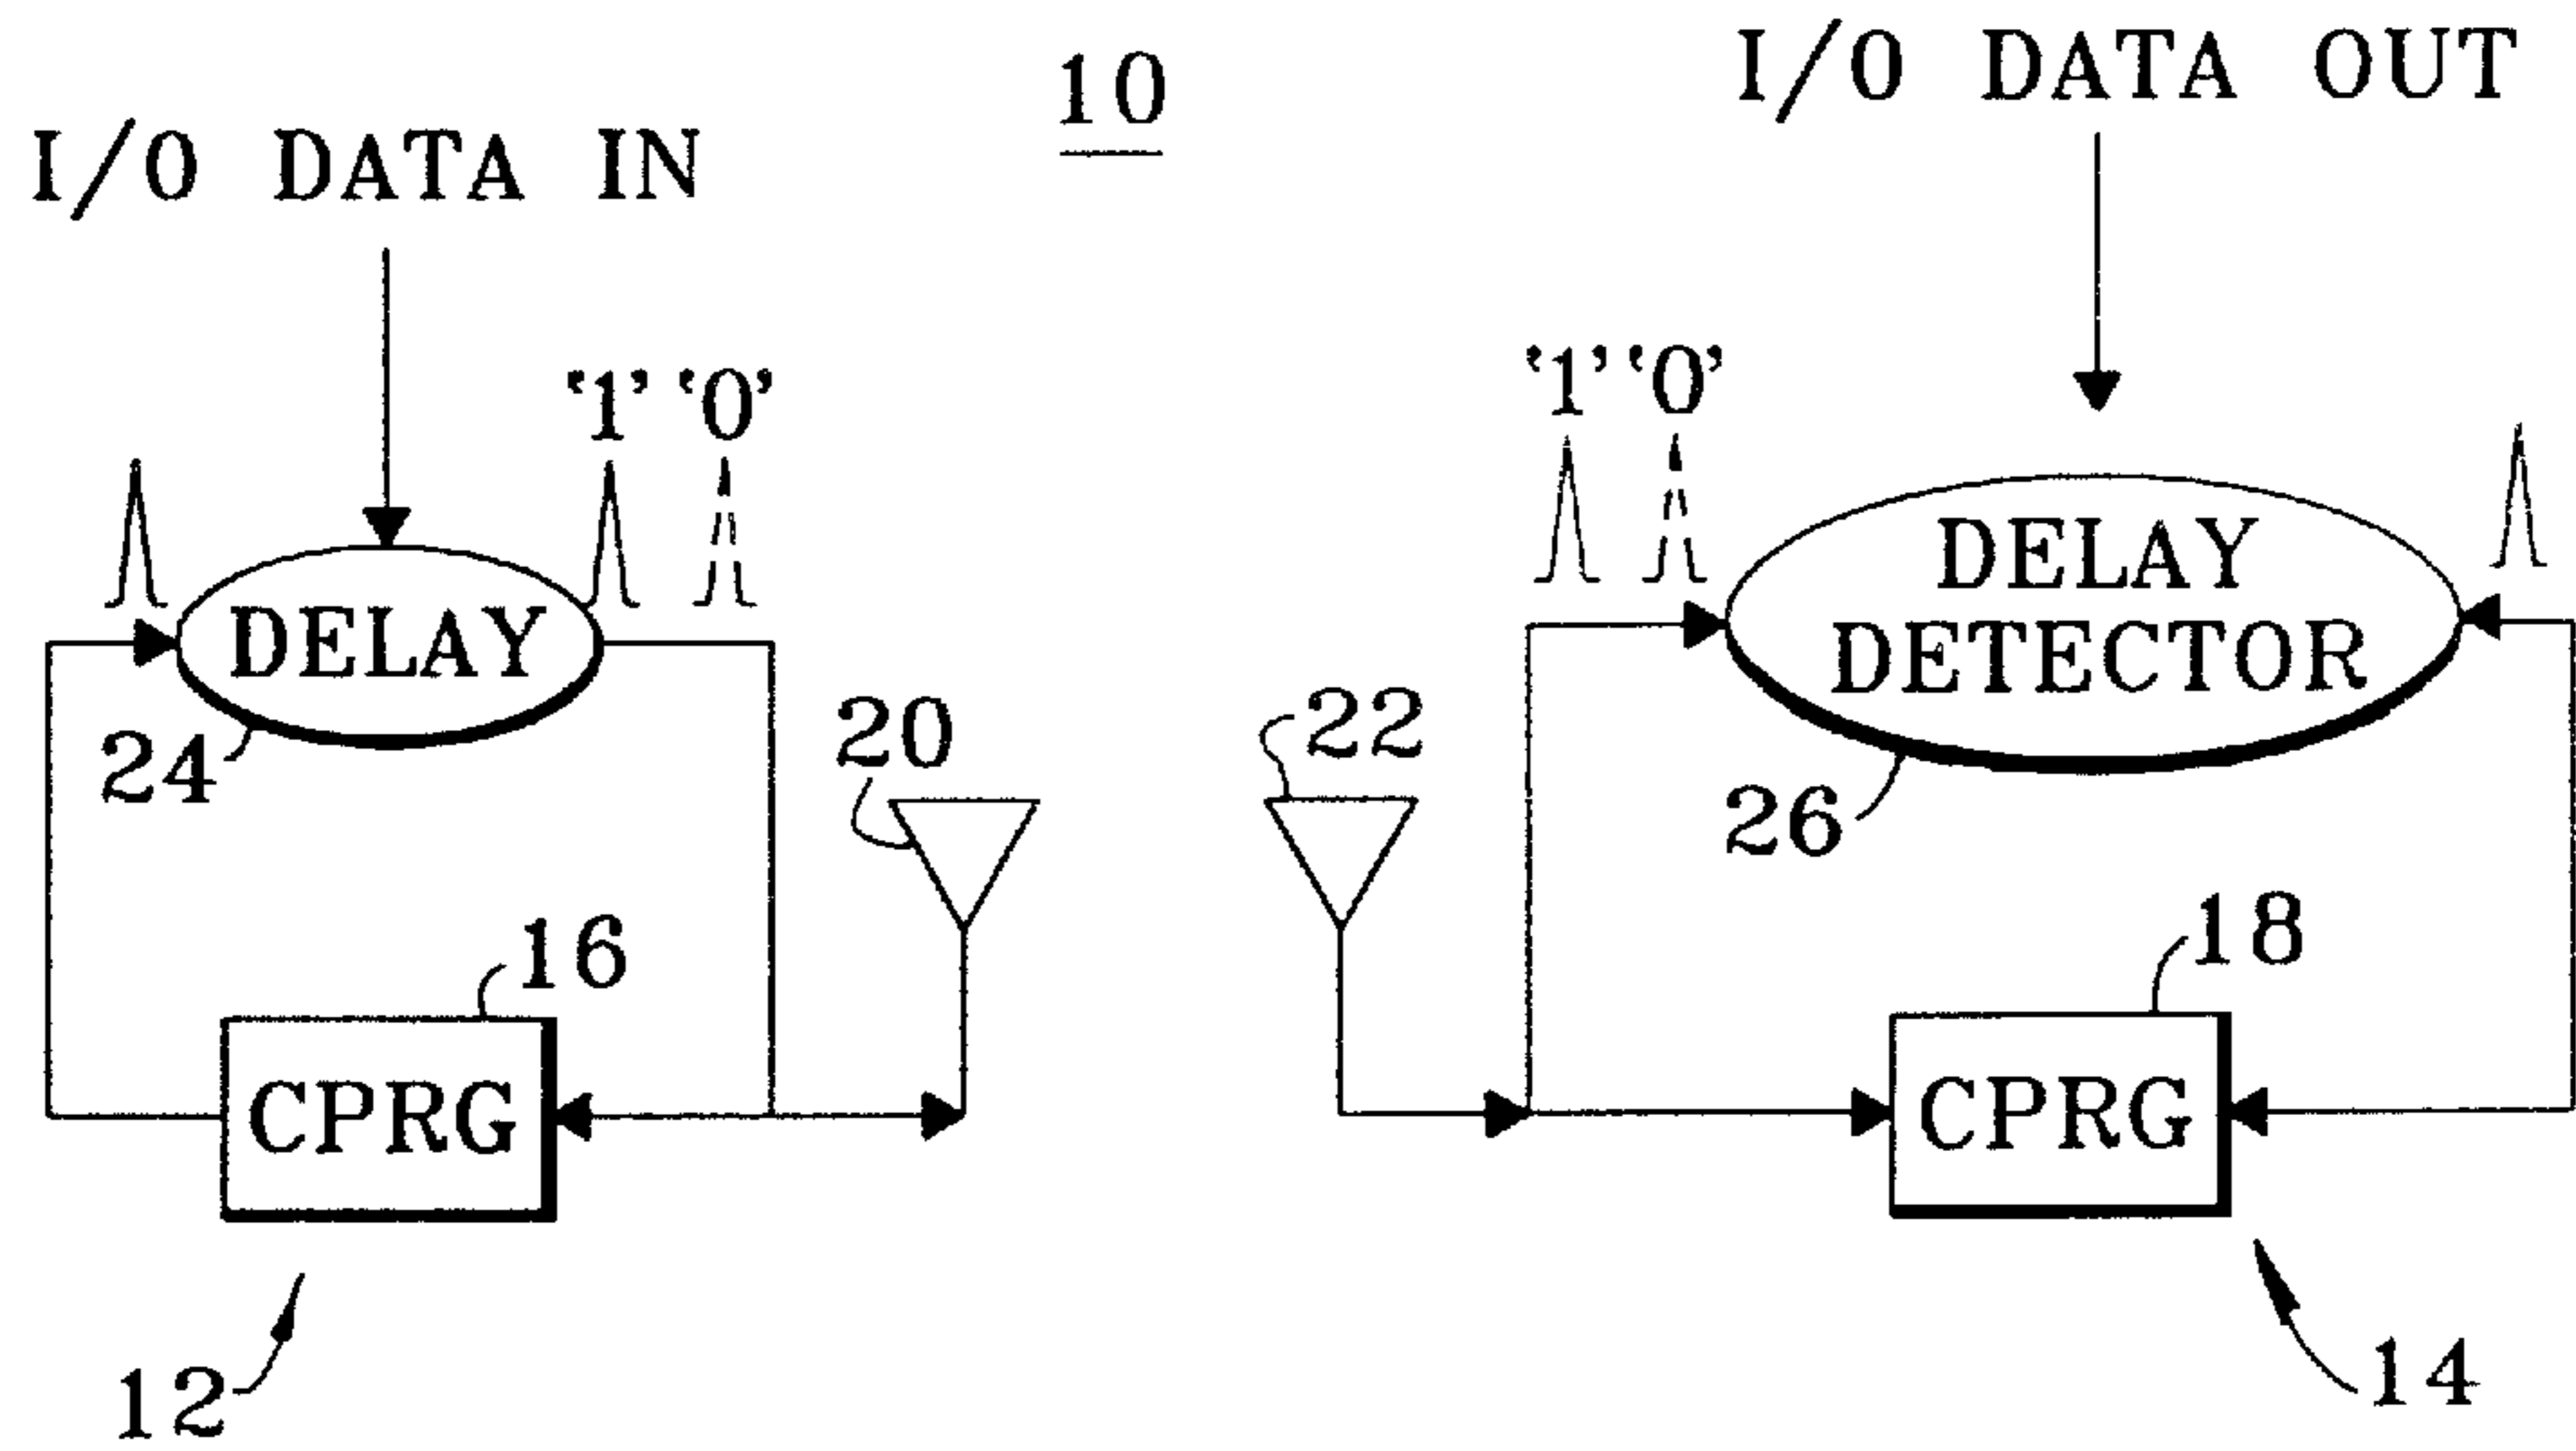 10
I/O DATA IN
I/O DATA OUT
‘1’ ‘0’
DELAY
24
20
16
CPRG
12
‘1’ ‘0’
DELAY
DETECTOR
26
22
18
CPRG
14